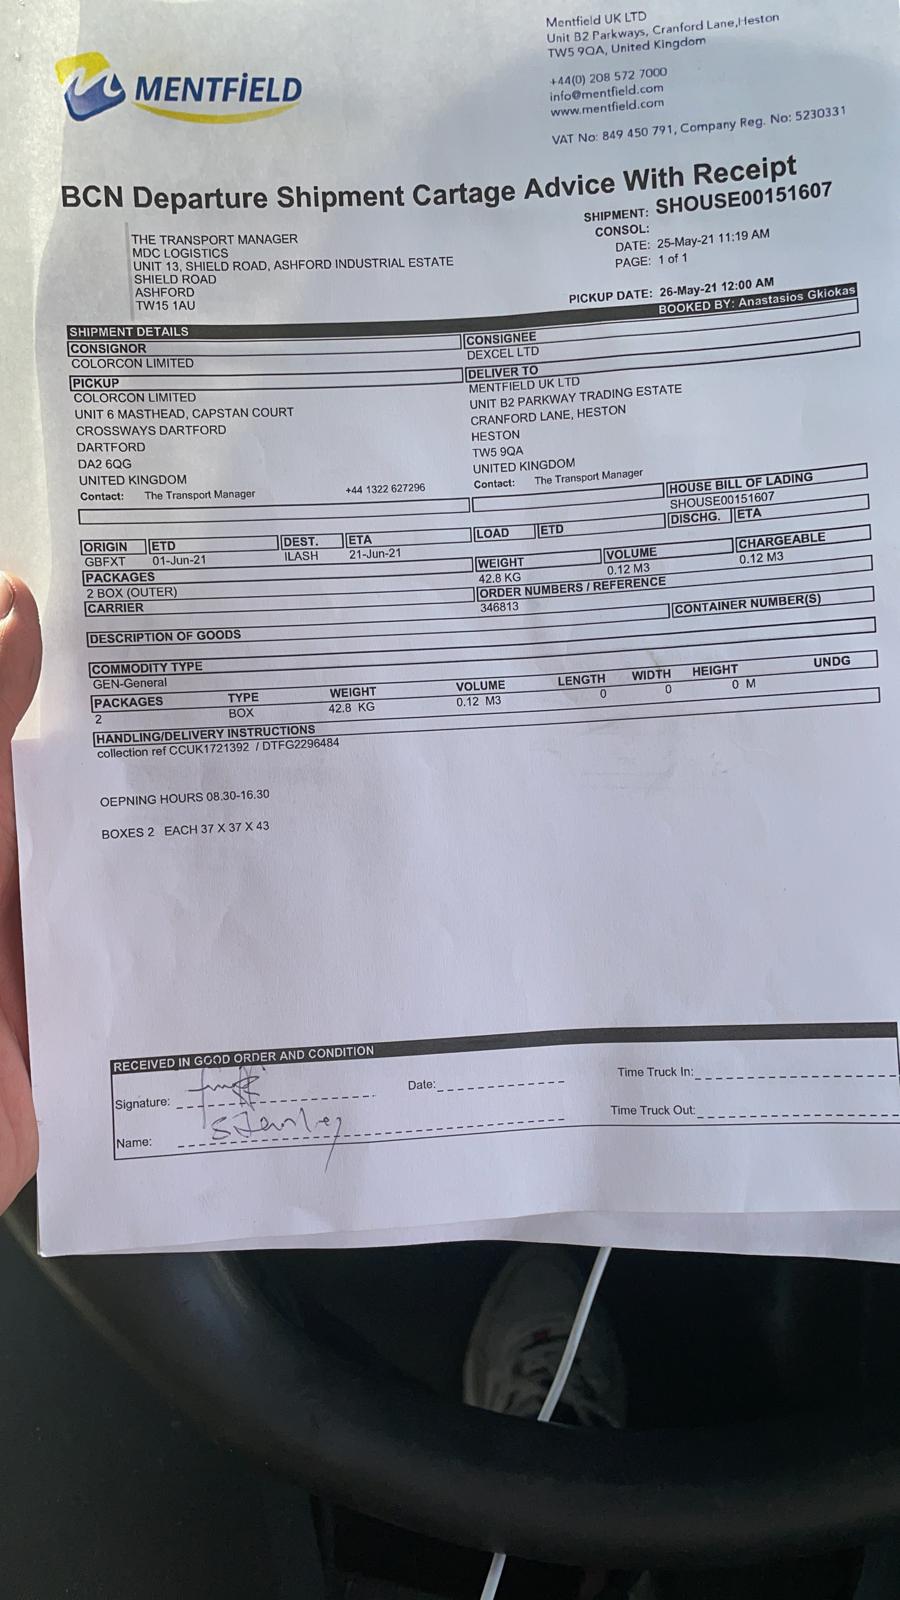 MENTFiELD
Mentfield UK LTD
Unit B2 Parkways, Cranford Lane,Heston
TW5 9QA, United Kingdom
+44(0) 208 572 7000
info@mentfield.com
www.mentfield.com
VAT No: 849 450 791, Company Reg. No: 5230331
BCN Departure Shipment Cartage Advice With Receipt
SHIPMENT: SHOUSE00151607
CONSOL:
DATE: 25-May-21 11:19 AM
PAGE: 1 of 1
THE TRANSPORT MANAGER
MDC LOGISTICS
UNIT 13, SHIELD ROAD, ASHFORD INDUSTRIAL ESTATE
SHIELD ROAD
ASHFORD
TW15 1AU
PICKUP DATE: 26-May-21 12:00 AM
SHIPMENT DETAILS BOOKED BY: Anastasios Gkiokas
CONSIGNOR
COLORCON LIMITED
CONSIGNEE
DEXCEL LTD
PICKUP
COLORCON LIMITED
UNIT 6 MASTHEAD, CAPSTAN COURT
CROSSWAYS DARTFORD
DARTFORD
DA2 6QG
UNITED KINGDOM
Contact: The Transport Manager +44 1322 627296
DELIVER TO
MENTFIELD UK LTD
UNIT B2 PARKWAY TRADING ESTATE
CRANFORD LANE, HESTON
HESTON
TW5 9QA
UNITED KINGDOM
Contact: The Transport Manager
HOUSE BILL OF LADING
SHOUSE00151607
ORIGIN ETD DEST. ETA LOAD ETD DISCHG. ETA
GBFXT 01-Jun-21 ILASH 21-Jun-21
PACKAGES WEIGHT VOLUME CHARGEABLE
2 BOX (OUTER) 42.8 KG 0.12 M3 0.12 M3
CARRIER ORDER NUMBERS / REFERENCE
346813
CONTAINER NUMBER(S)
DESCRIPTION OF GOODS
COMMODITY TYPE
GEN-General
PACKAGES TYPE WEIGHT VOLUME LENGTH WIDTH HEIGHT UNDG
2 BOX 42.8 KG 0.12 M3 0 0 0 M
HANDLING/DELIVERY INSTRUCTIONS
collection ref CCUK1721392 / DTFG2296484
OEPNING HOURS 08.30-16.30
BOXES 2 EACH 37 X 37 X 43
RECEIVED IN GOOD ORDER AND CONDITION
Signature: Date: Time Truck In:
Name: Stanley Time Truck Out: